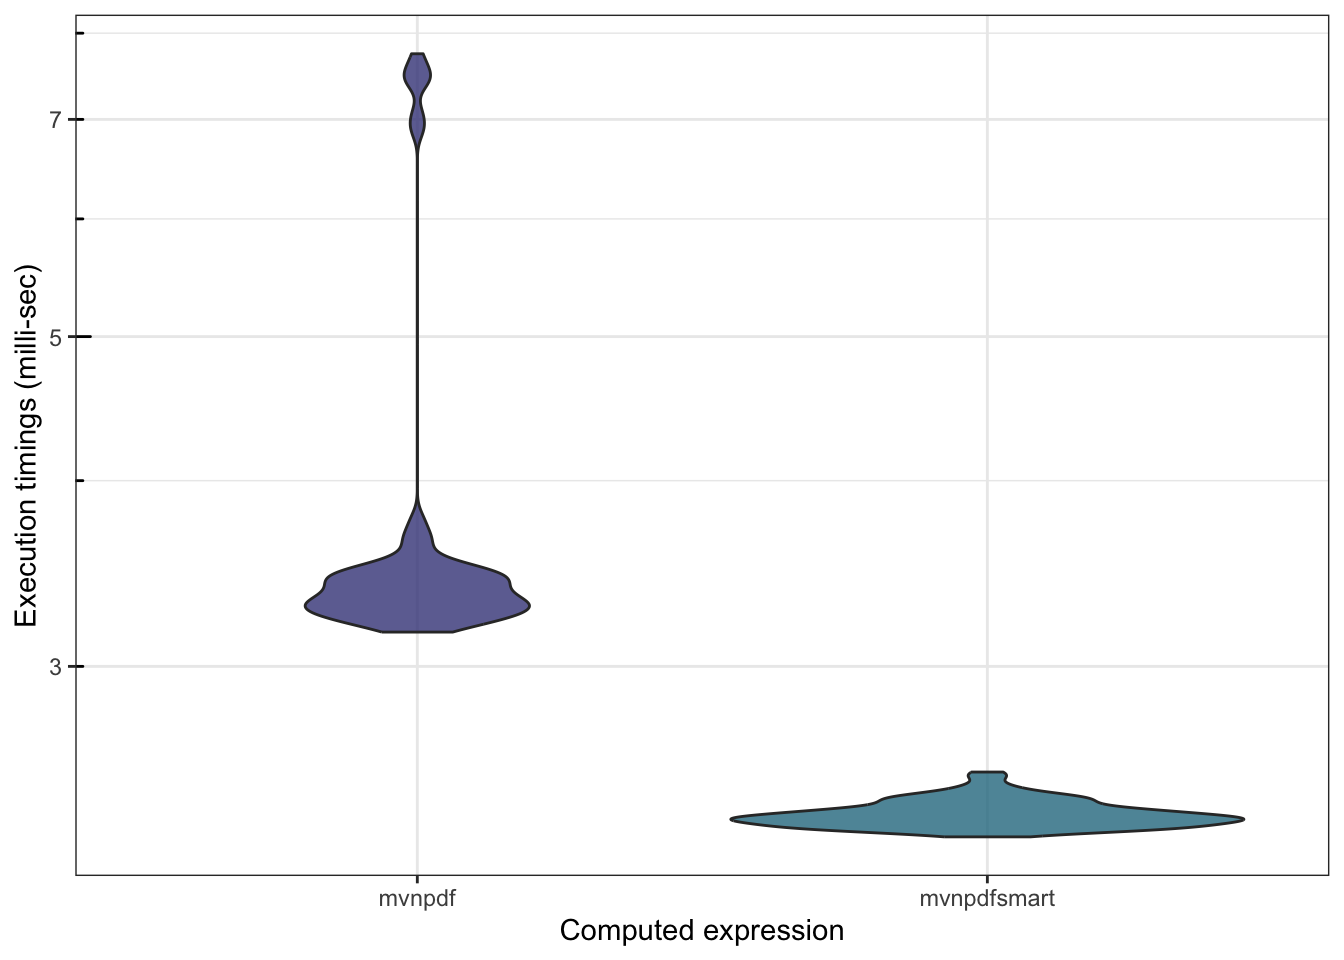 7
5
3
Execution timings (milli-sec)
mvnpdf
mvnpdfsmart
Computed expression